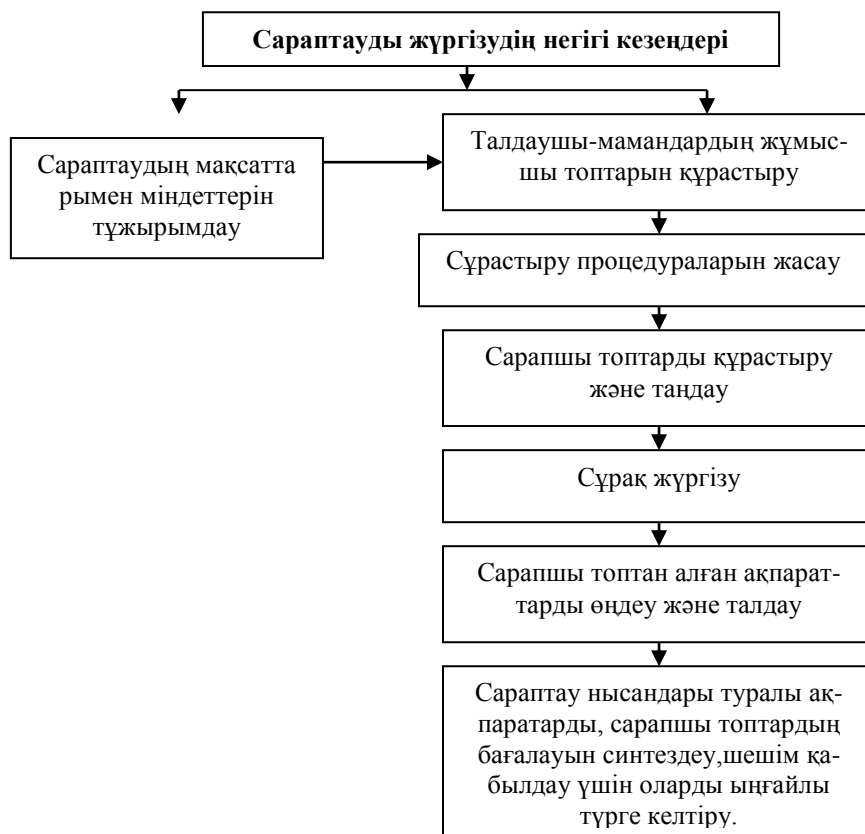 Сараптауды жүргізудің негігі кезеңдері
Сараптаудың мақсатта
рымен міндеттерін
тұжырымдау
Талдаушы-мамандардың жұмыс-
шы топтарын құрастыру
Сұрастыру процедураларын жасау
Сарапшы топтарды құрастыру
және таңдау
Сұрақ жүргізу
Сарапшы топтан алған ақпарат-
тарды өңдеу және талдау
Сараптау нысандары туралы ақ-
паратарды, сарапшы топтардың
бағалауын синтездеу,шешім қа-
былдау үшін оларды ыңғайлы
түрге келтіру.